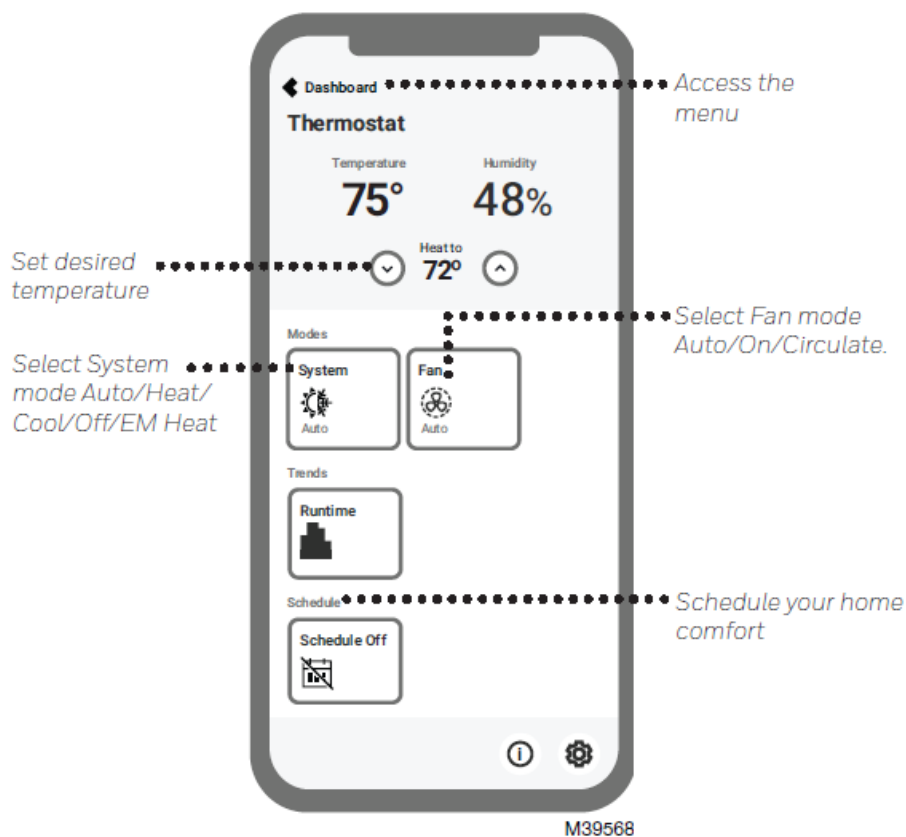 Dashboard
Access the
menu
Thermostat
Temperature
Humidity
75°
48%
Set desired
temperature
Heat to
72°
Select Fan mode
Auto/On/Circulate.
Modes
Select System
mode Auto/Heat/
Cool/Off/EM Heat
System
Auto
Fan
Auto
Trends
Runtime
Schedule
Schedule your home
comfort
Schedule Off
i
M39568